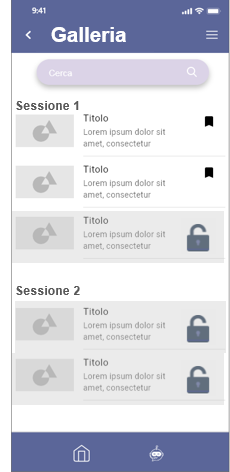 9:41
Galleria
Cerca
Sessione 1
Titolo
Lorem ipsum dolor sit
amet, consectetur
Titolo
Lorem ipsum dolor sit
amet, consectetur
Titolo
Lorem ipsum dolor sit
amet, consectetur
Sessione 2
Titolo
Lorem ipsum dolor sit
amet, consectetur
Titolo
Lorem ipsum dolor sit
amet, consectetur